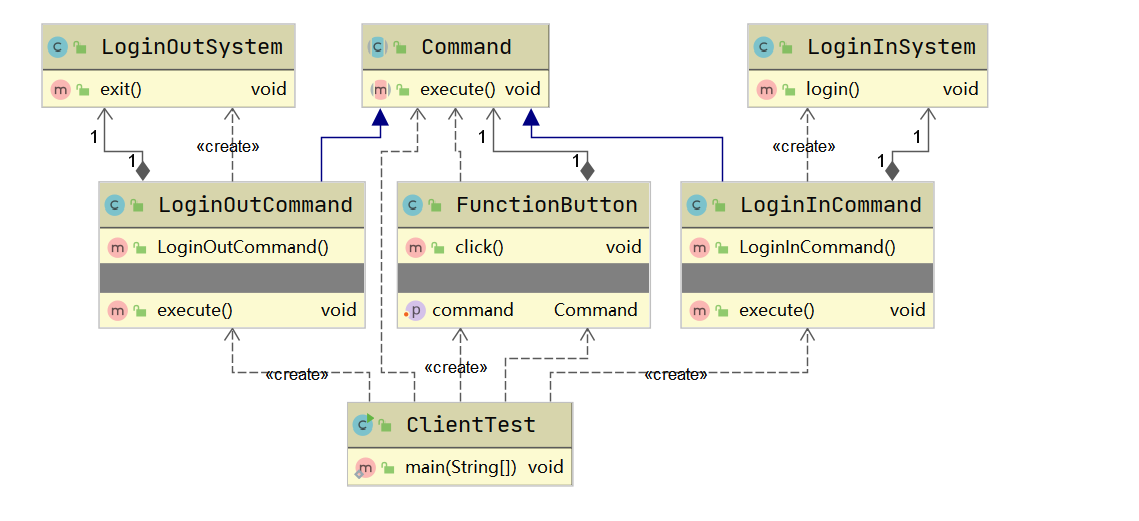 LoginOutSystem
exit() void
Command
execute() void
LoginInSystem
login() void
1
1
«create»
1
1
«create»
1
1
LoginOutCommand
LoginOutCommand()
execute() void
FunctionButton
click() void
command Command
LoginInCommand
LoginInCommand()
execute() void
«create»
«create»
«create»
ClientTest
main(String[]) void